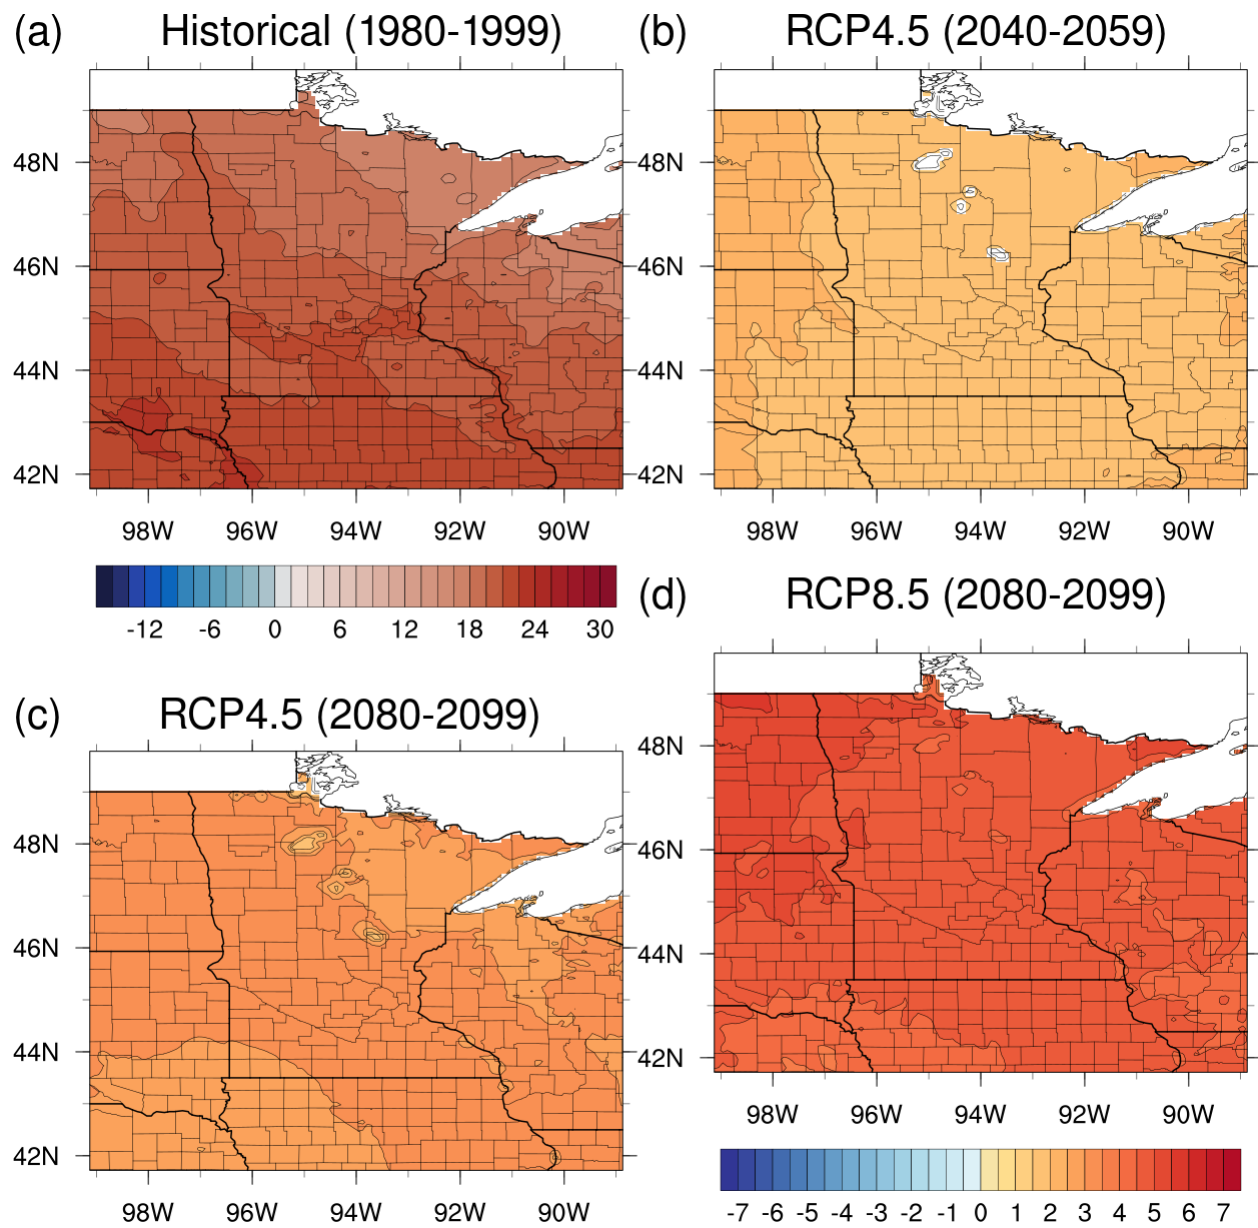 (a) Historical (1980-1999)
48N
46N
44N
42N
98W 96W 94W 92W 90W
-12 -6 0 6 12 18 24 30
(b) RCP4.5 (2040-2059)
48N
46N
44N
42N
98W 96W 94W 92W 90W
(c) RCP4.5 (2080-2099)
48N
46N
44N
42N
98W 96W 94W 92W 90W
(d) RCP8.5 (2080-2099)
48N
46N
44N
42N
98W 96W 94W 92W 90W
-7 -6 -5 -4 -3 -2 -1 0 1 2 3 4 5 6 7